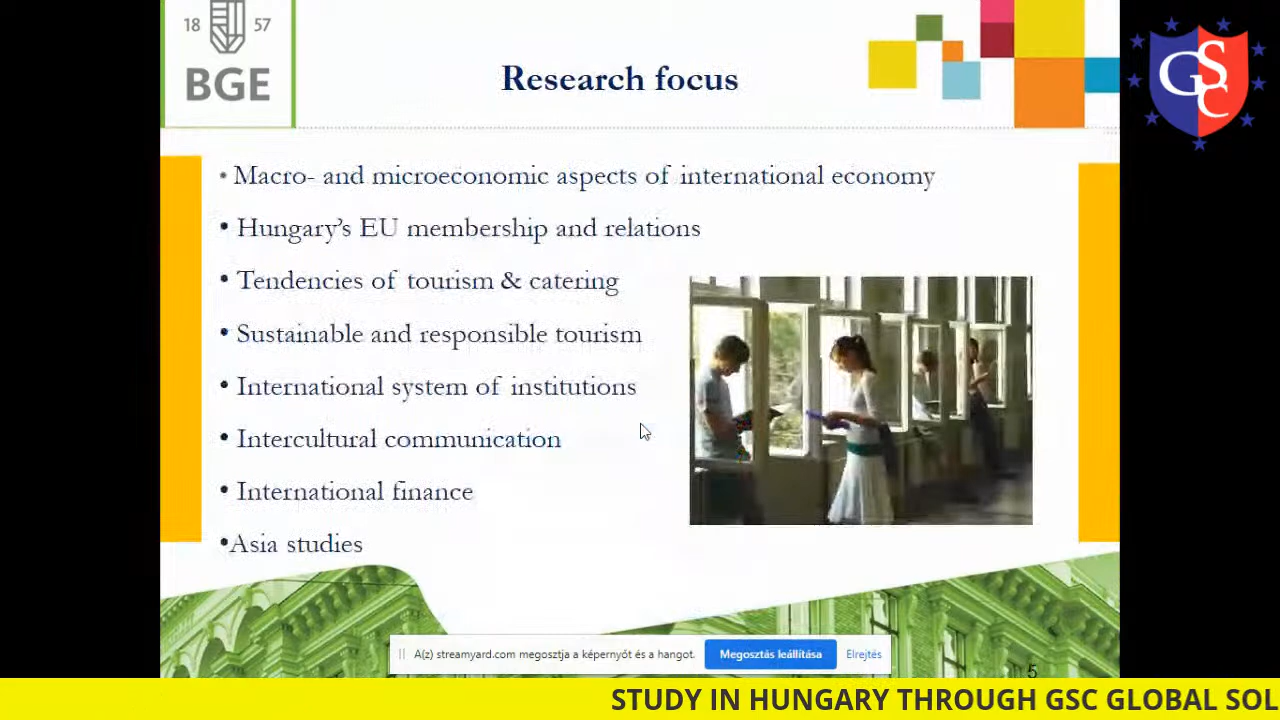 18 57
BGE
Research focus
GSC
• Macro- and microeconomic aspects of international economy
• Hungary’s EU membership and relations
• Tendencies of tourism & catering
• Sustainable and responsible tourism
• International system of institutions
• Intercultural communication
• International finance
•Asia studies
A(z) streamyard.com megosztja a képernyőt és a hangot. Megosztás leállítása Elrejtés
5
STUDY IN HUNGARY THROUGH GSC GLOBAL SOL